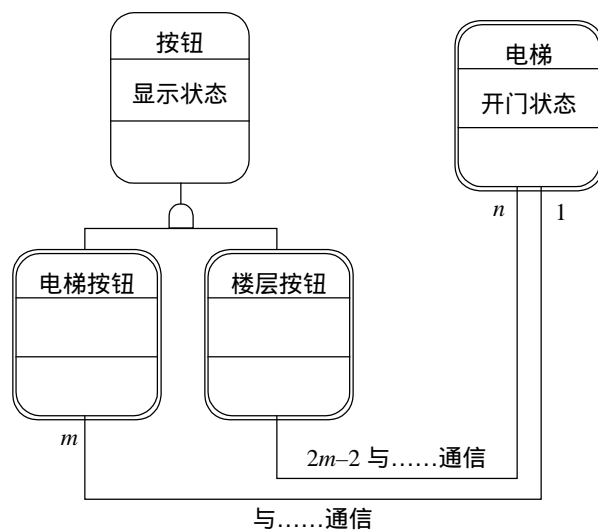 按钮
显示状态
电梯
开门状态
n
1
电梯按钮
楼层按钮
m
2m–2 与……通信
与……通信